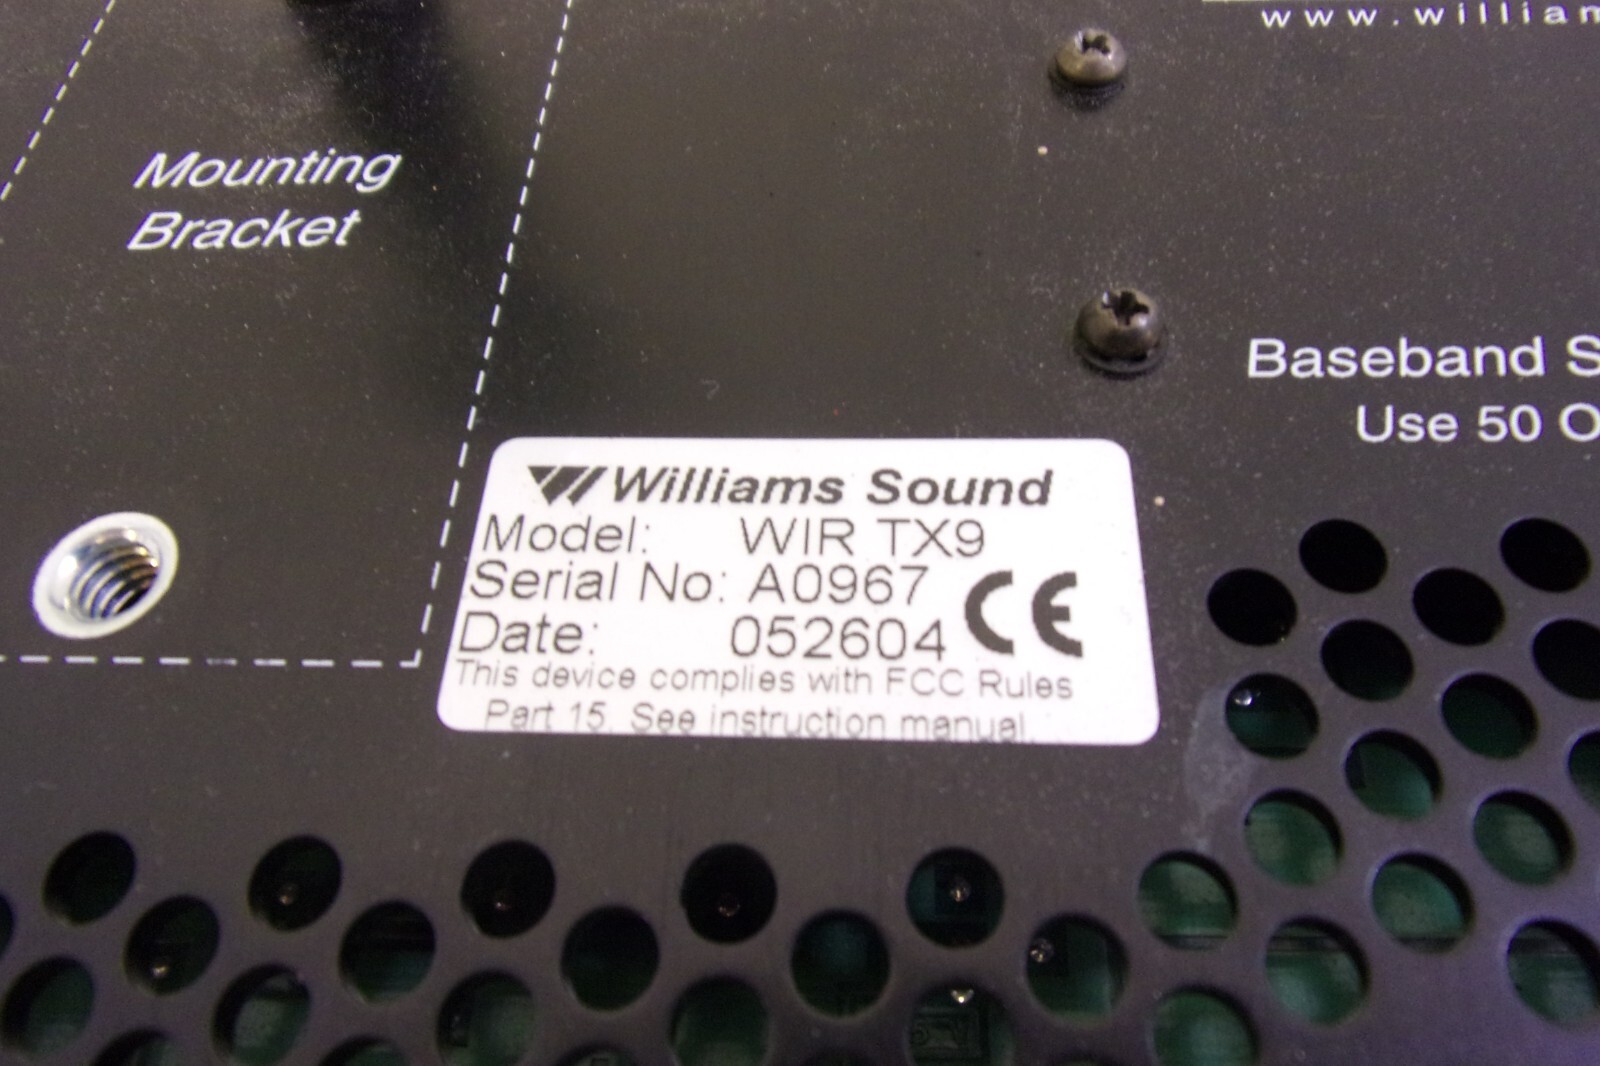 www.william
Mounting
Bracket
Baseband S
Use 50 O
Williams Sound
Model: WIR TX9
Serial No: A0967
CE
Date: 052604
This device complies with FCC Rules
Part 15. See instruction manual.